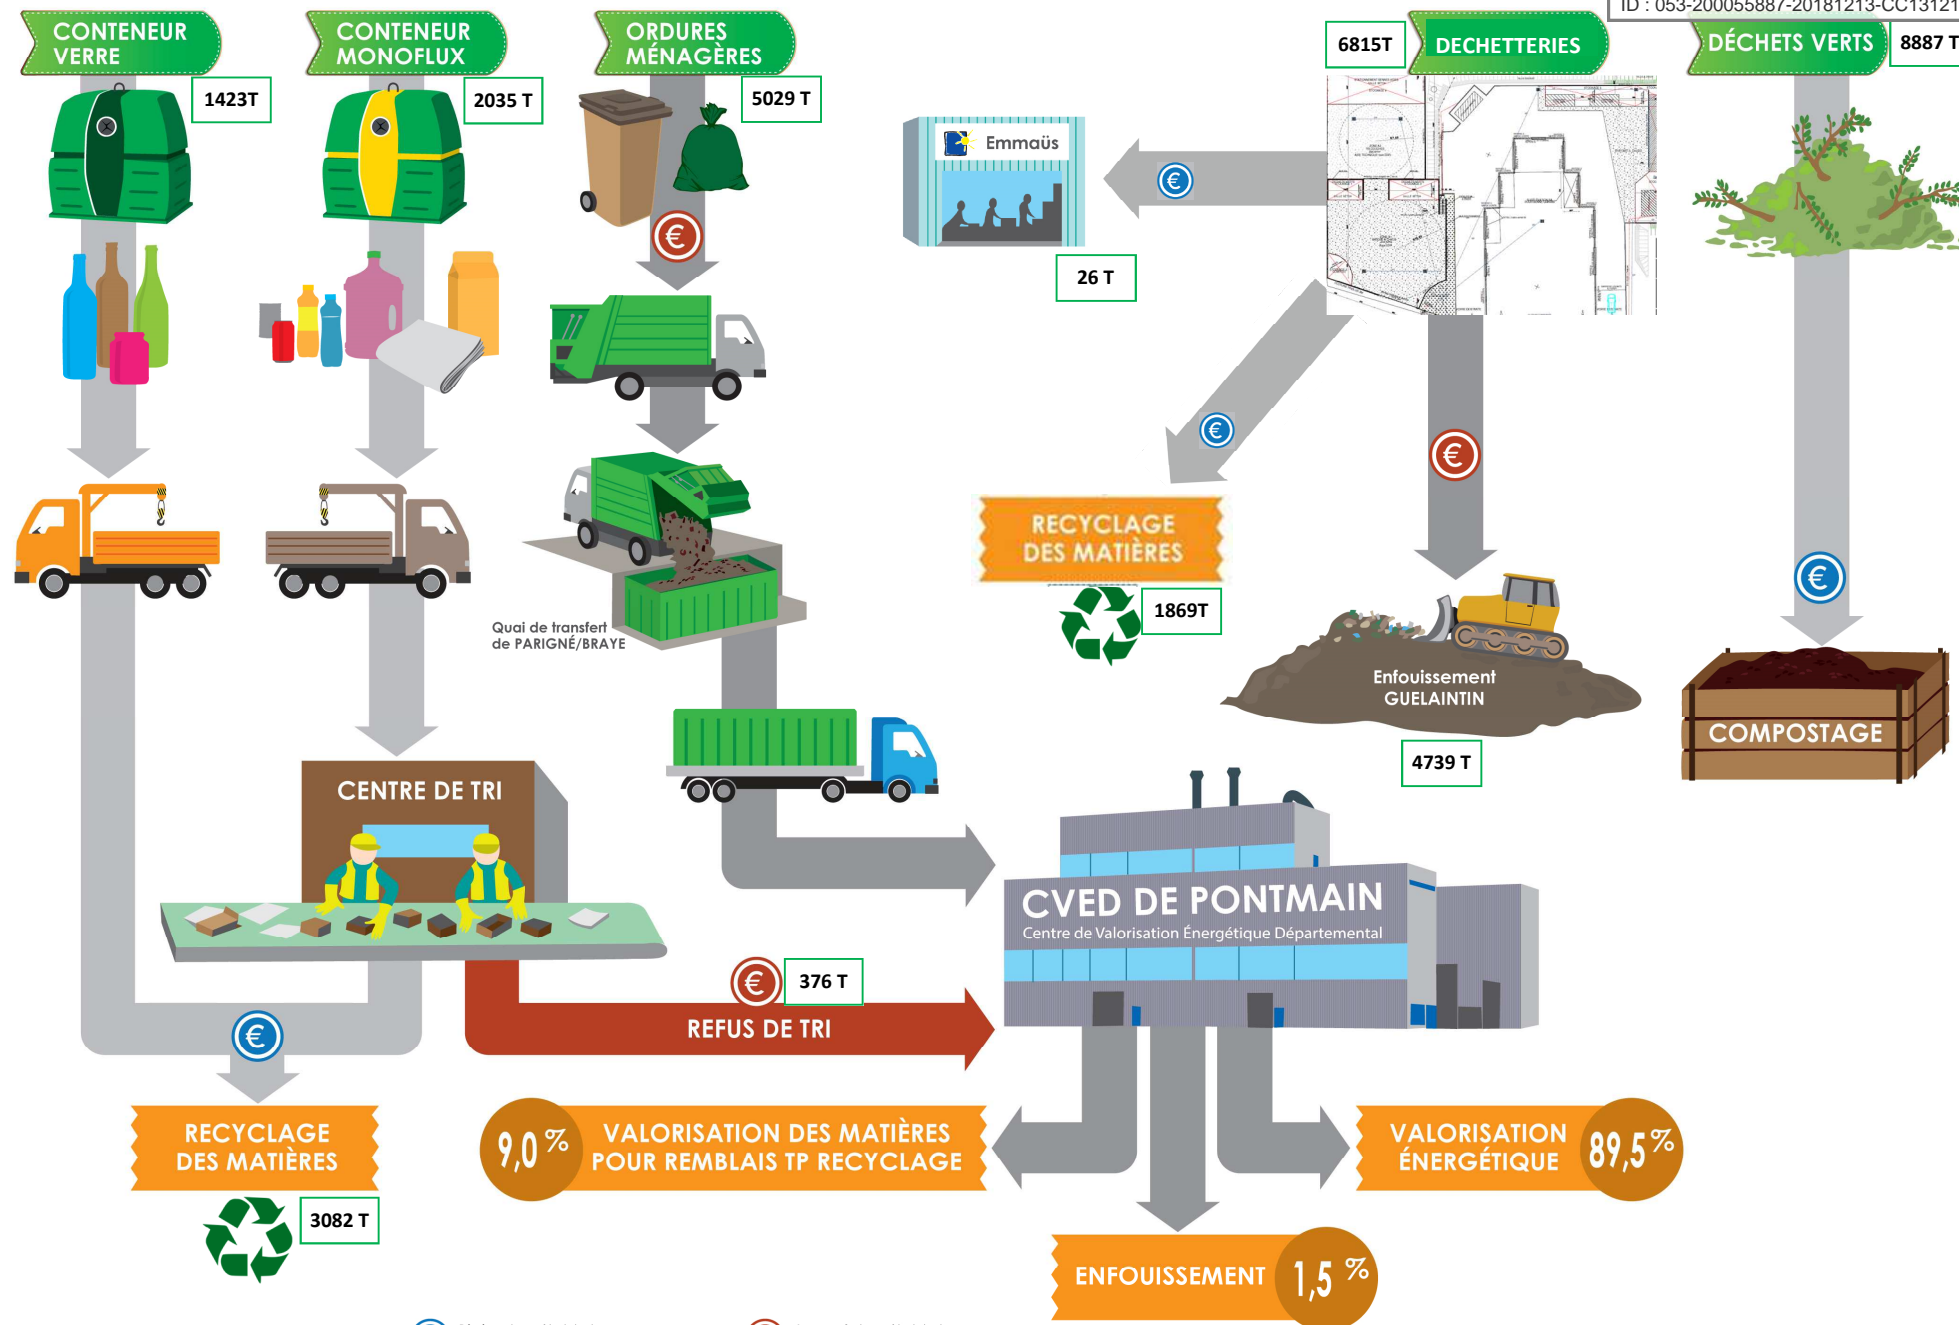 ID : 053-200055887-20181213-CC13121
CONTENEUR
VERRE
1423T
CONTENEUR
MONOFLUX
2035 T
ORDURES
MÉNAGÈRES
5029 T
6815T
DECHETTERIES
DÉCHETS VERTS
8887 T
Emmaüs
€
26 T
€
€
€
€
RECYCLAGE
DES MATIÈRES
1869T
Quai de transfert
de PARIGNÉ/BRAYE
Enfouissement
GUELAINTIN
4739 T
COMPOSTAGE
CENTRE DE TRI
CVED DE PONTMAIN
Centre de Valorisation Énergétique Départemental
€
376 T
REFUS DE TRI
€
RECYCLAGE
DES MATIÈRES
3082 T
9,0 %
VALORISATION DES MATIÈRES
POUR REMBLAIS TP RECYCLAGE
VALORISATION
ÉNERGÉTIQUE
89,5 %
ENFOUISSEMENT
1,5 %